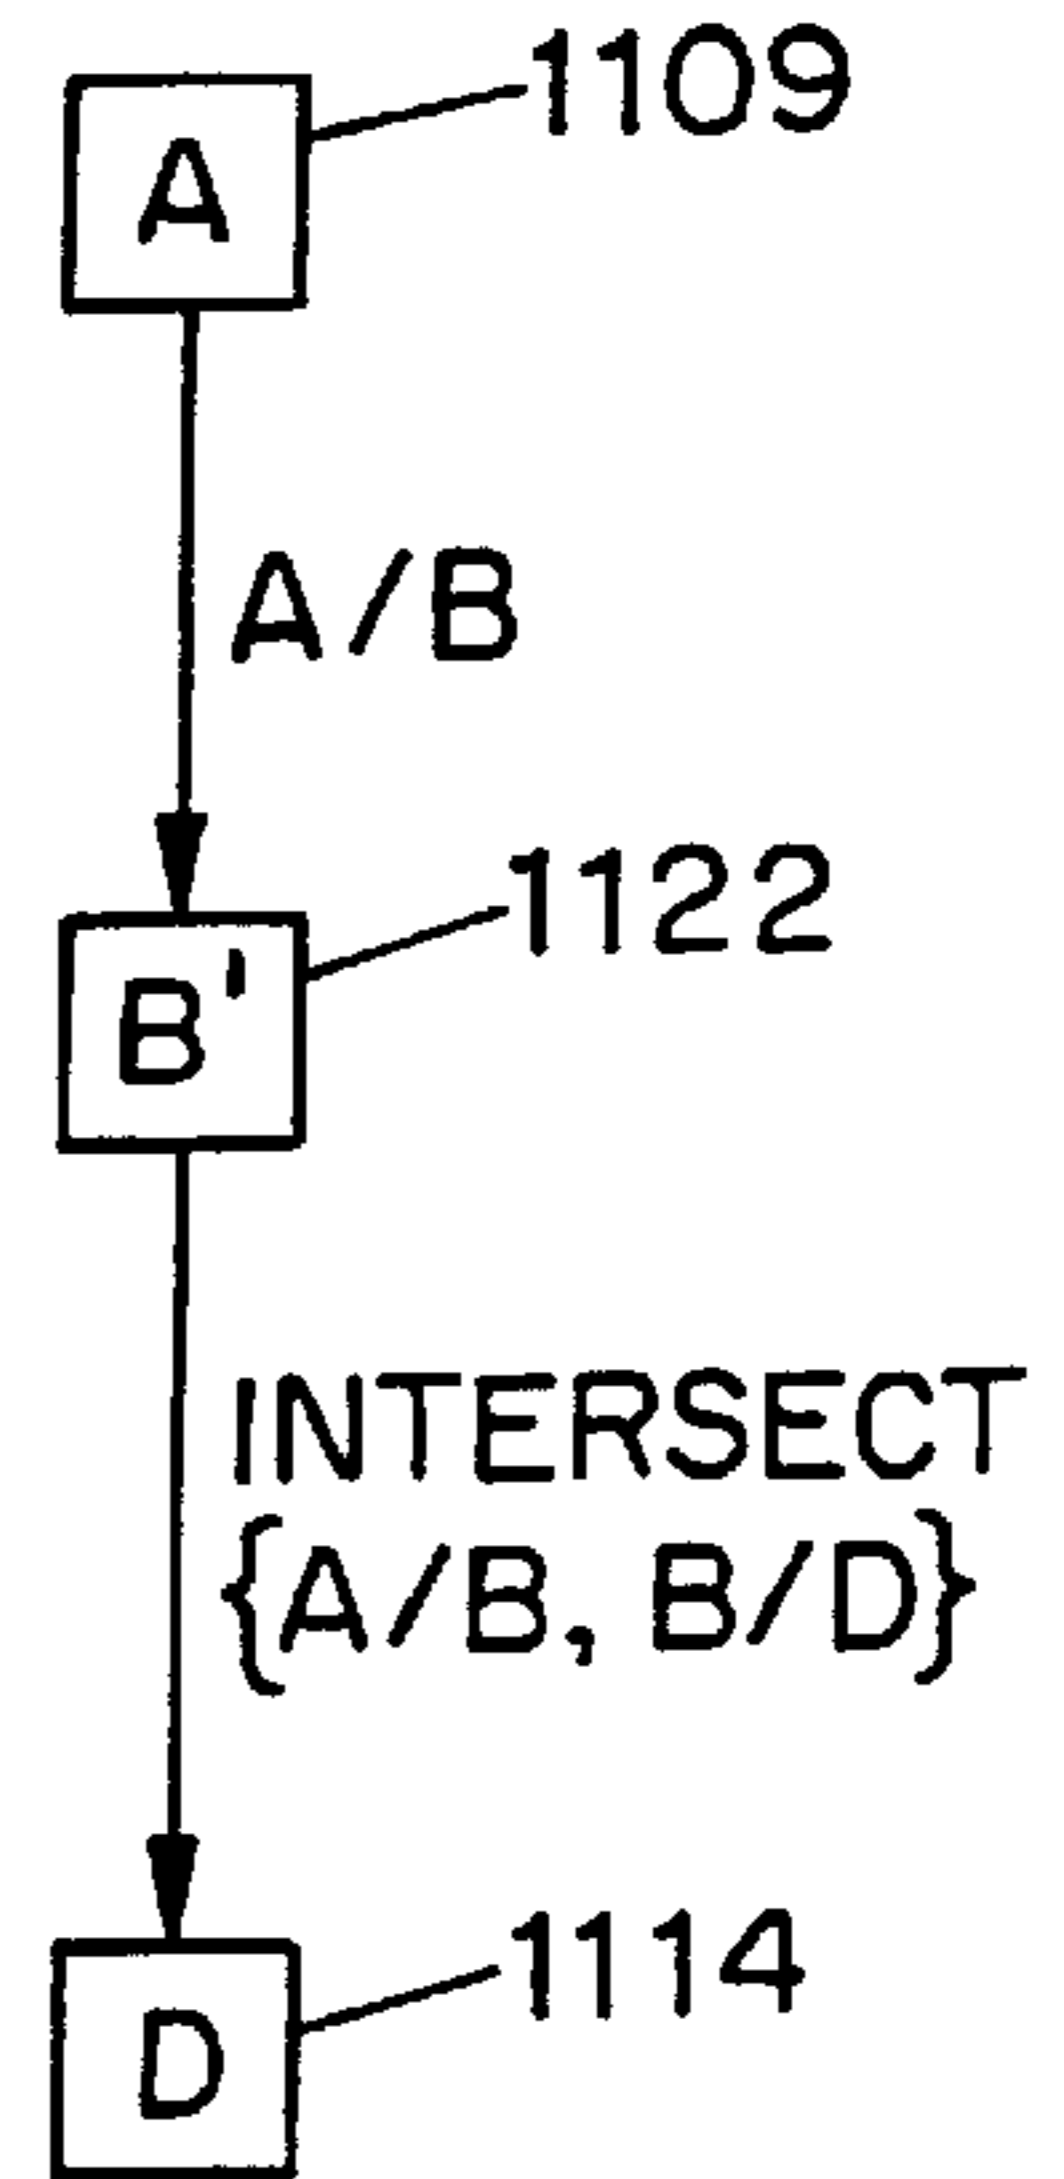 1109
A
A/B
1122
B'
INTERSECT
{A/B, B/D}
1114
D